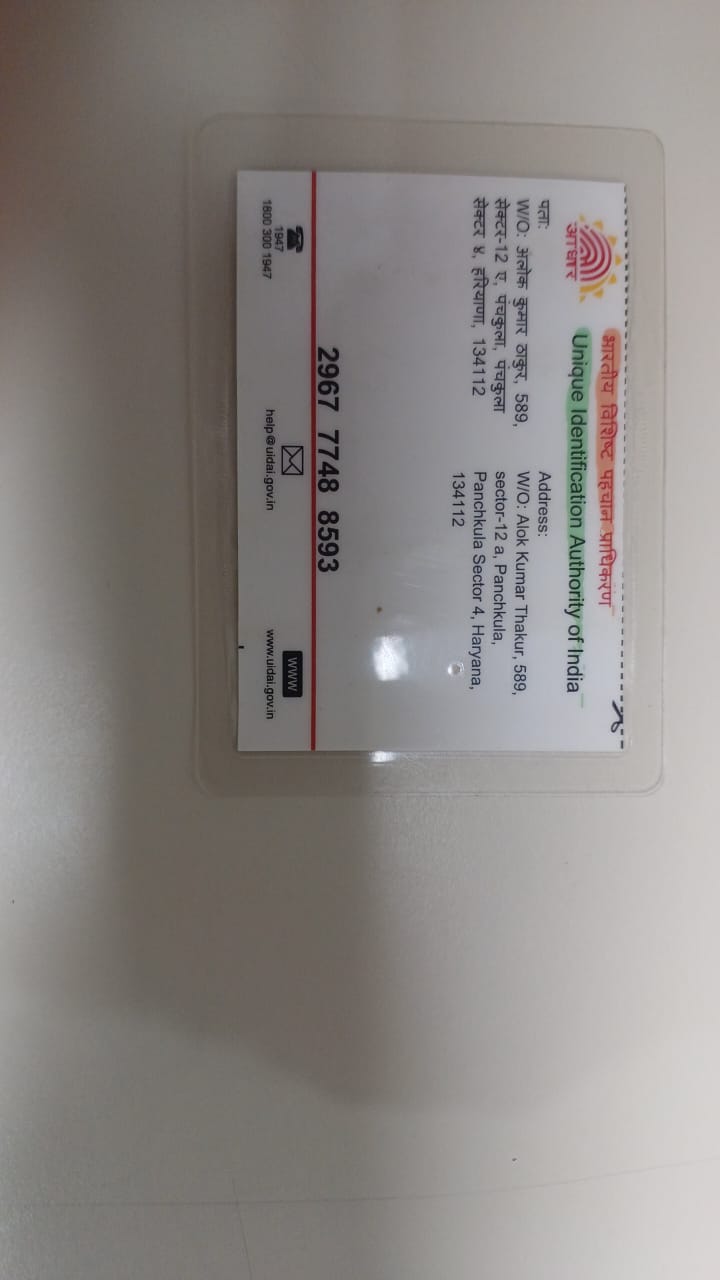 भारतीय विशिष्ट पहचान प्राधिकरण
Unique Identification Authority of India
आधार
पता:
W/O: अलोक कुमार ठाकुर, 589,
सेक्टर-12 ए, पंचकुला, पंचकुला
सेक्टर ४, हरियाणा, 134112
Address:
W/O: Alok Kumar Thakur, 589,
sector-12 a, Panchkula,
Panchkula Sector 4, Haryana,
134112
2967 7748 8593
1947
1800 300 1947
help@uidai.gov.in
WWW
www.uidai.gov.in